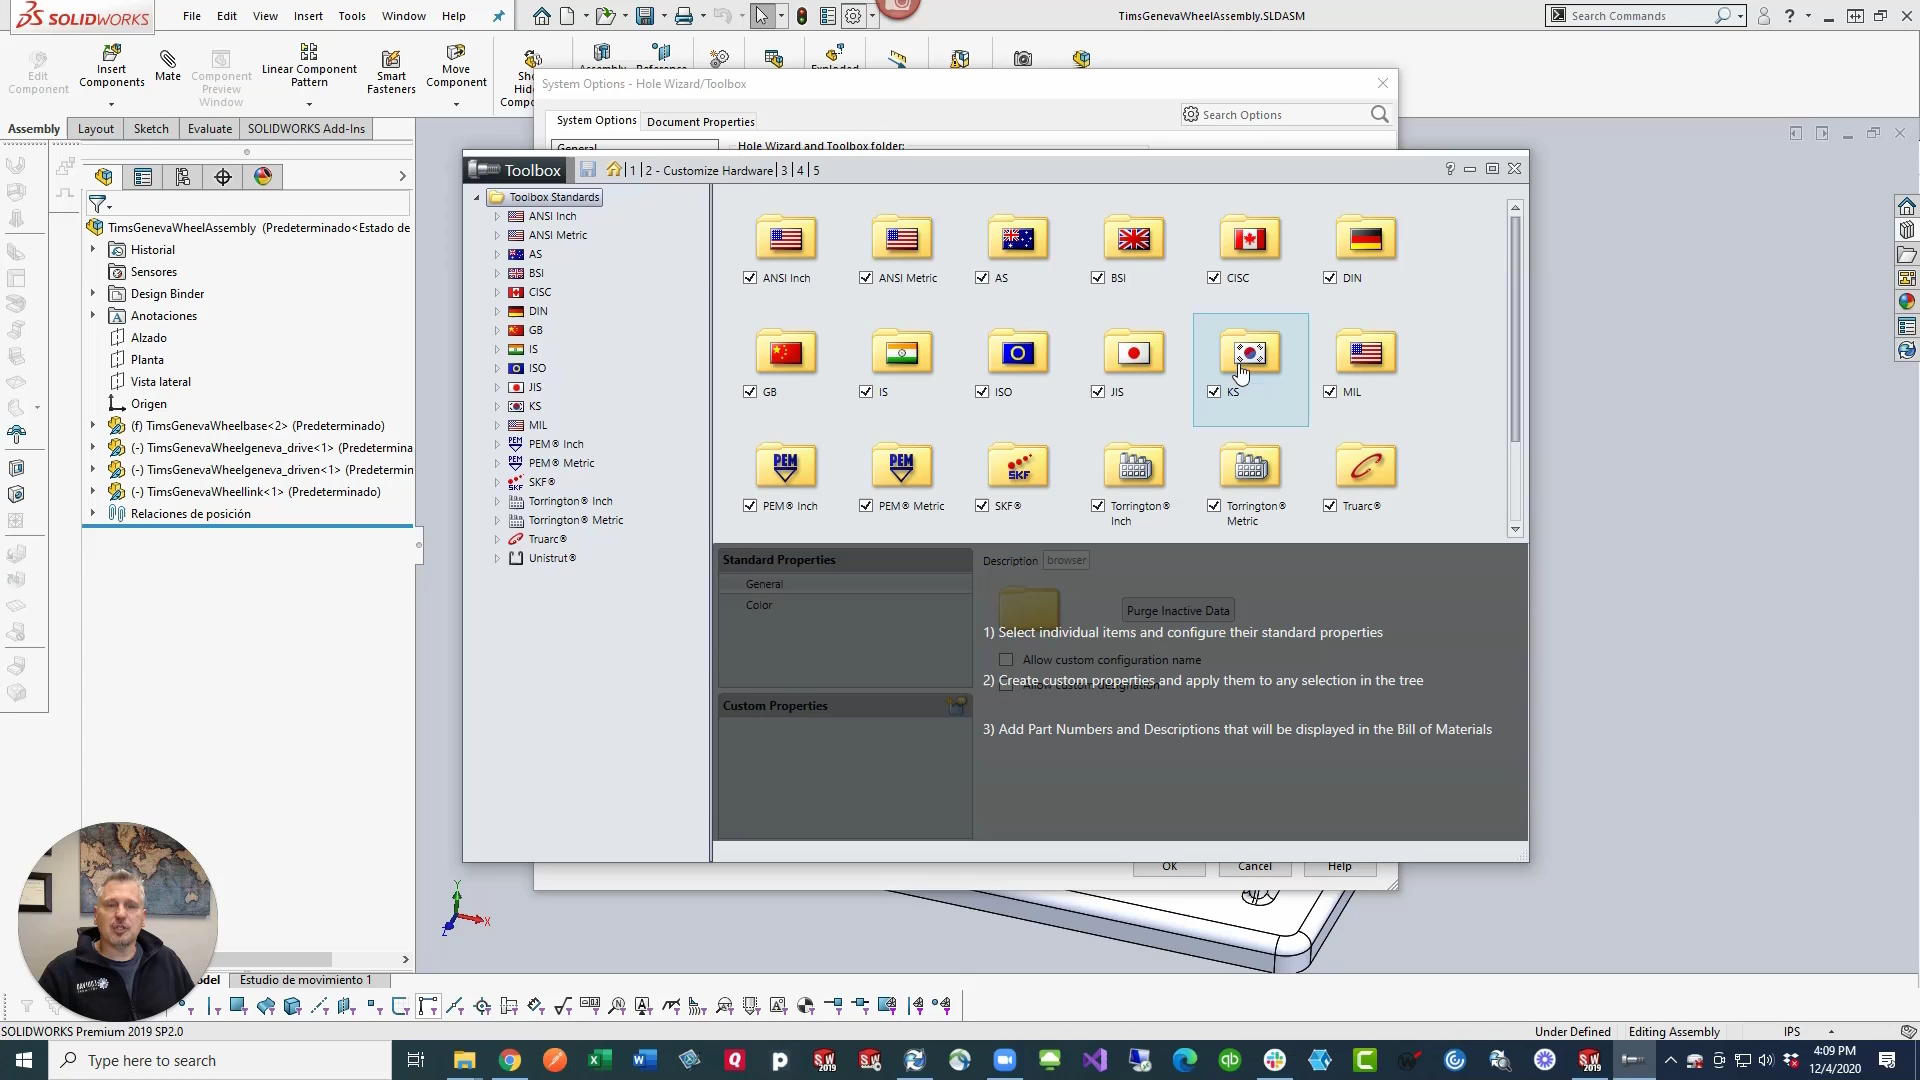 SOLIDWORKS File Edit View Insert Tools Window Help TimsGenevaWheelAssembly.SLDASM Search Commands
Edit Component
Insert Components
Mate
Component Preview Window
Linear Component Pattern
Smart Fasteners
Move Component
Assembly Layout Sketch Evaluate SOLIDWORKS Add-Ins
System Options - Hole Wizard/Toolbox
System Options Document Properties Search Options
General Hole Wizard and Toolbox folder:
Toolbox 1 2 - Customize Hardware 3 4 5
TimsGenevaWheelAssembly (Predeterminado<Estado de
Historial
Sensores
Design Binder
Anotaciones
Alzado
Planta
Vista lateral
Origen
(f) TimsGenevaWheelbase<2> (Predeterminado)
(-) TimsGenevaWheelgeneva_drive<1> (Predetermina
(-) TimsGenevaWheelgeneva_driven<1> (Predetermin
(-) TimsGenevaWheellink<1> (Predeterminado)
Relaciones de posición
Toolbox Standards
ANSI Inch
ANSI Metric
AS
BSI
CISC
DIN
GB
IS
ISO
JIS
KS
MIL
PEM® Inch
PEM® Metric
SKF®
Torrington® Inch
Torrington® Metric
Truarc®
Unistrut®
ANSI Inch ANSI Metric AS BSI CISC DIN
GB IS ISO JIS KS MIL
PEM PEM SKF
PEM® Inch PEM® Metric SKF® Torrington® Inch Torrington® Metric Truarc®
Standard Properties
General
Color
Custom Properties
Description browser
Purge Inactive Data
1) Select individual items and configure their standard properties
Allow custom configuration name
2) Create custom properties and apply them to any selection in the tree
Allow custom designation
3) Add Part Numbers and Descriptions that will be displayed in the Bill of Materials
OK Cancel Help
Y
X
Z
odel Estudio de movimiento 1
SOLIDWORKS Premium 2019 SP2.0 Under Defined Editing Assembly IPS
Type here to search
4:09 PM
12/4/2020